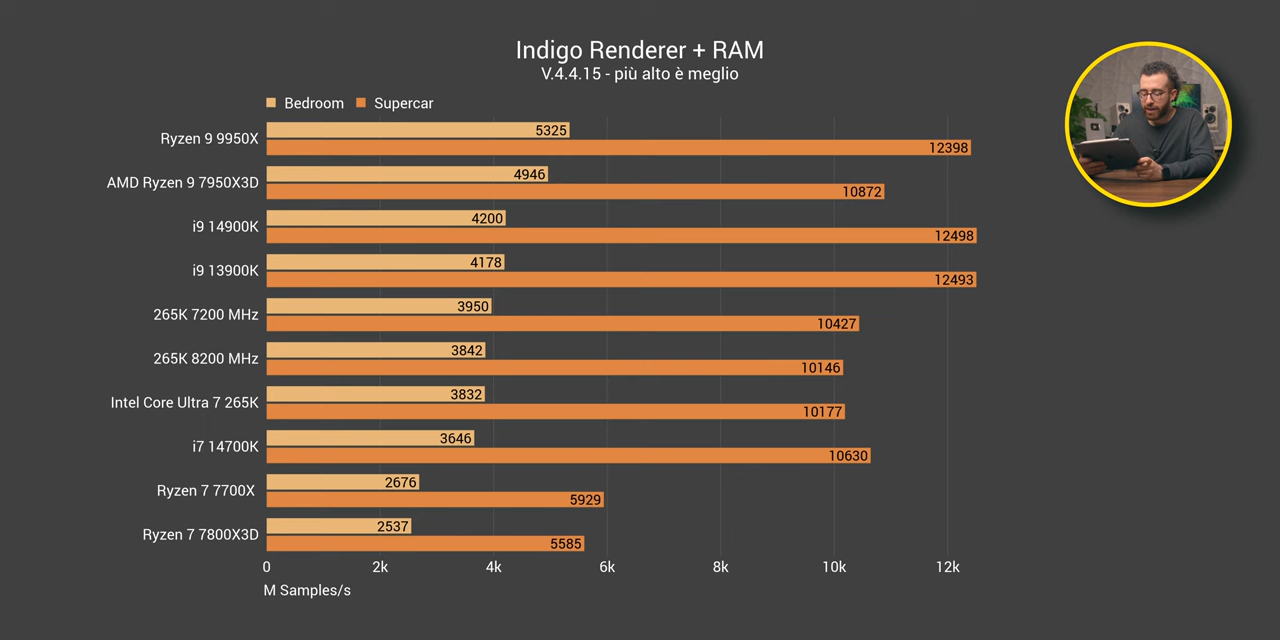 Indigo Renderer + RAM
V.4.4.15 - più alto è meglio
Bedroom Supercar
Ryzen 9 9950X 5325 12398
AMD Ryzen 9 7950X3D 4946 10872
i9 14900K 4200 12498
i9 13900K 4178 12493
265K 7200 MHz 3950 10427
265K 8200 MHz 3842 10146
Intel Core Ultra 7 265K 3832 10177
i7 14700K 3646 10630
Ryzen 7 7700X 2676 5929
Ryzen 7 7800X3D 2537 5585
0 2k 4k 6k 8k 10k 12k
M Samples/s